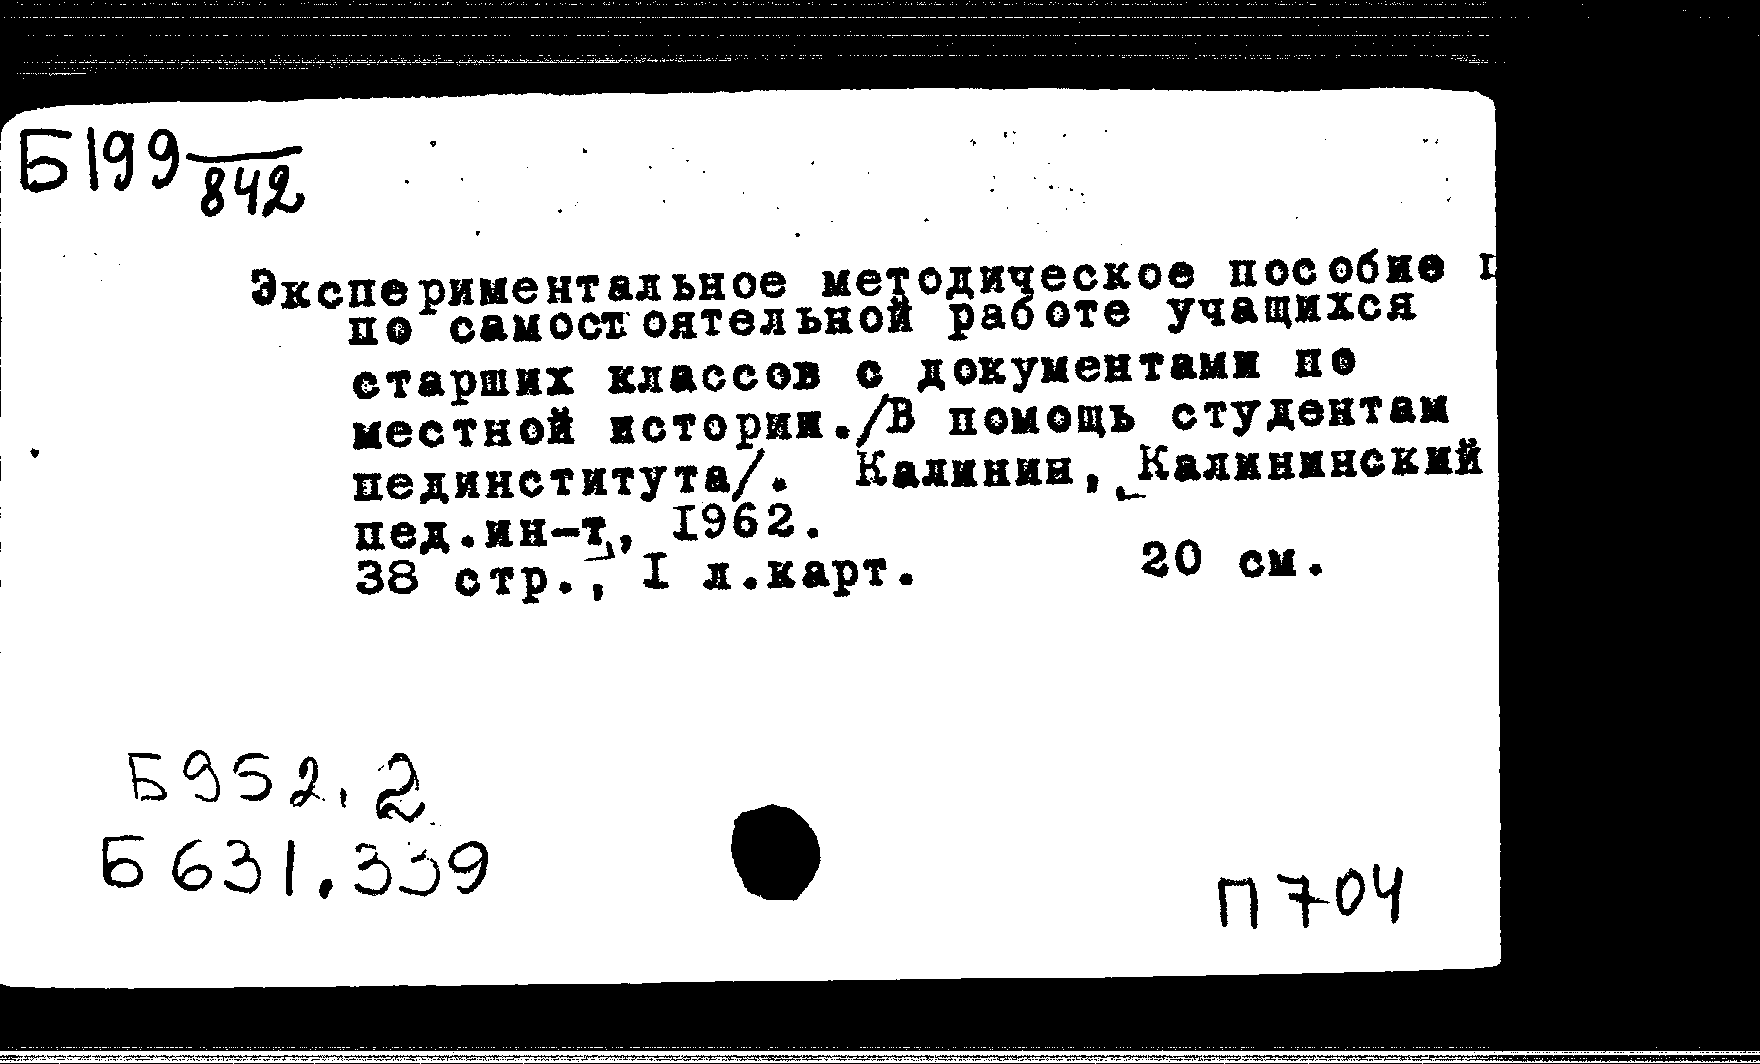 Б199
842
Экспериментальное методическое пособие п
по самостоятельной работе учащихся
старших классов с документами по
местной истории./В помощь студентам
пединститута/. Калинин, Калининский
пед.ин-т, 1962.
38 стр., I л.карт. 20 см.
Б952.2
Б631.339
П704